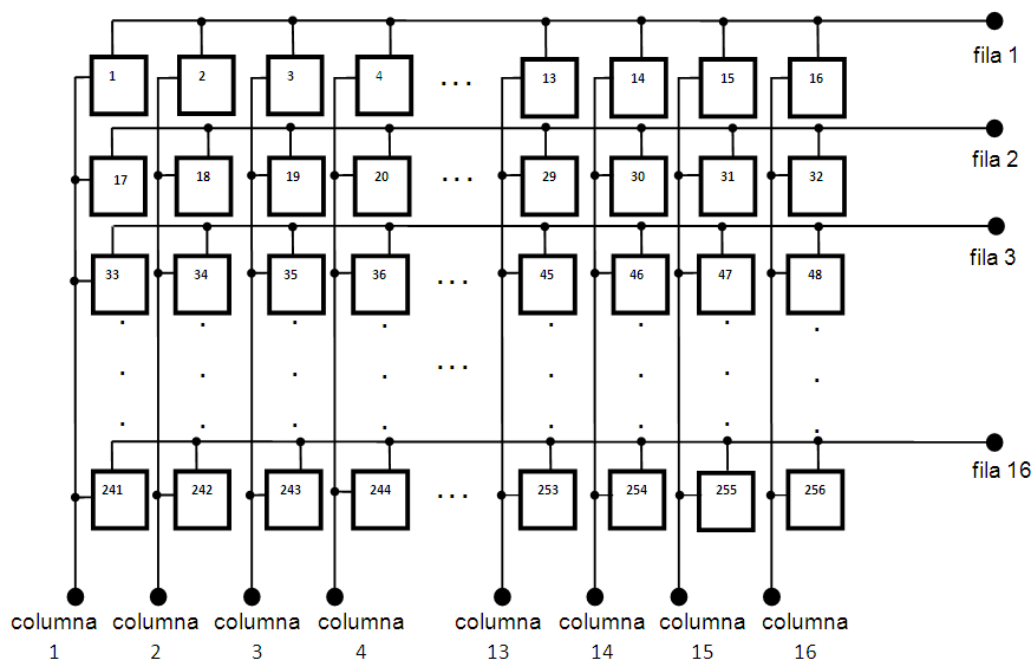 1 2 3 4 ... 13 14 15 16
fila 1
17 18 19 20 ... 29 30 31 32
fila 2
33 34 35 36 ... 45 46 47 48
fila 3
...
241 242 243 244 ... 253 254 255 256
fila 16
columna columna columna columna columna columna columna columna
1 2 3 4 13 14 15 16